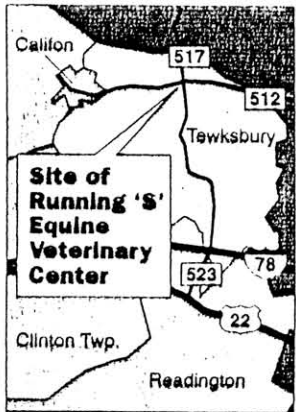 Califon
517
512
Tewksbury
Site of
Running 'S'
Equine
Veterinary
Center
523
78
22
Clinton Twp.
Readington